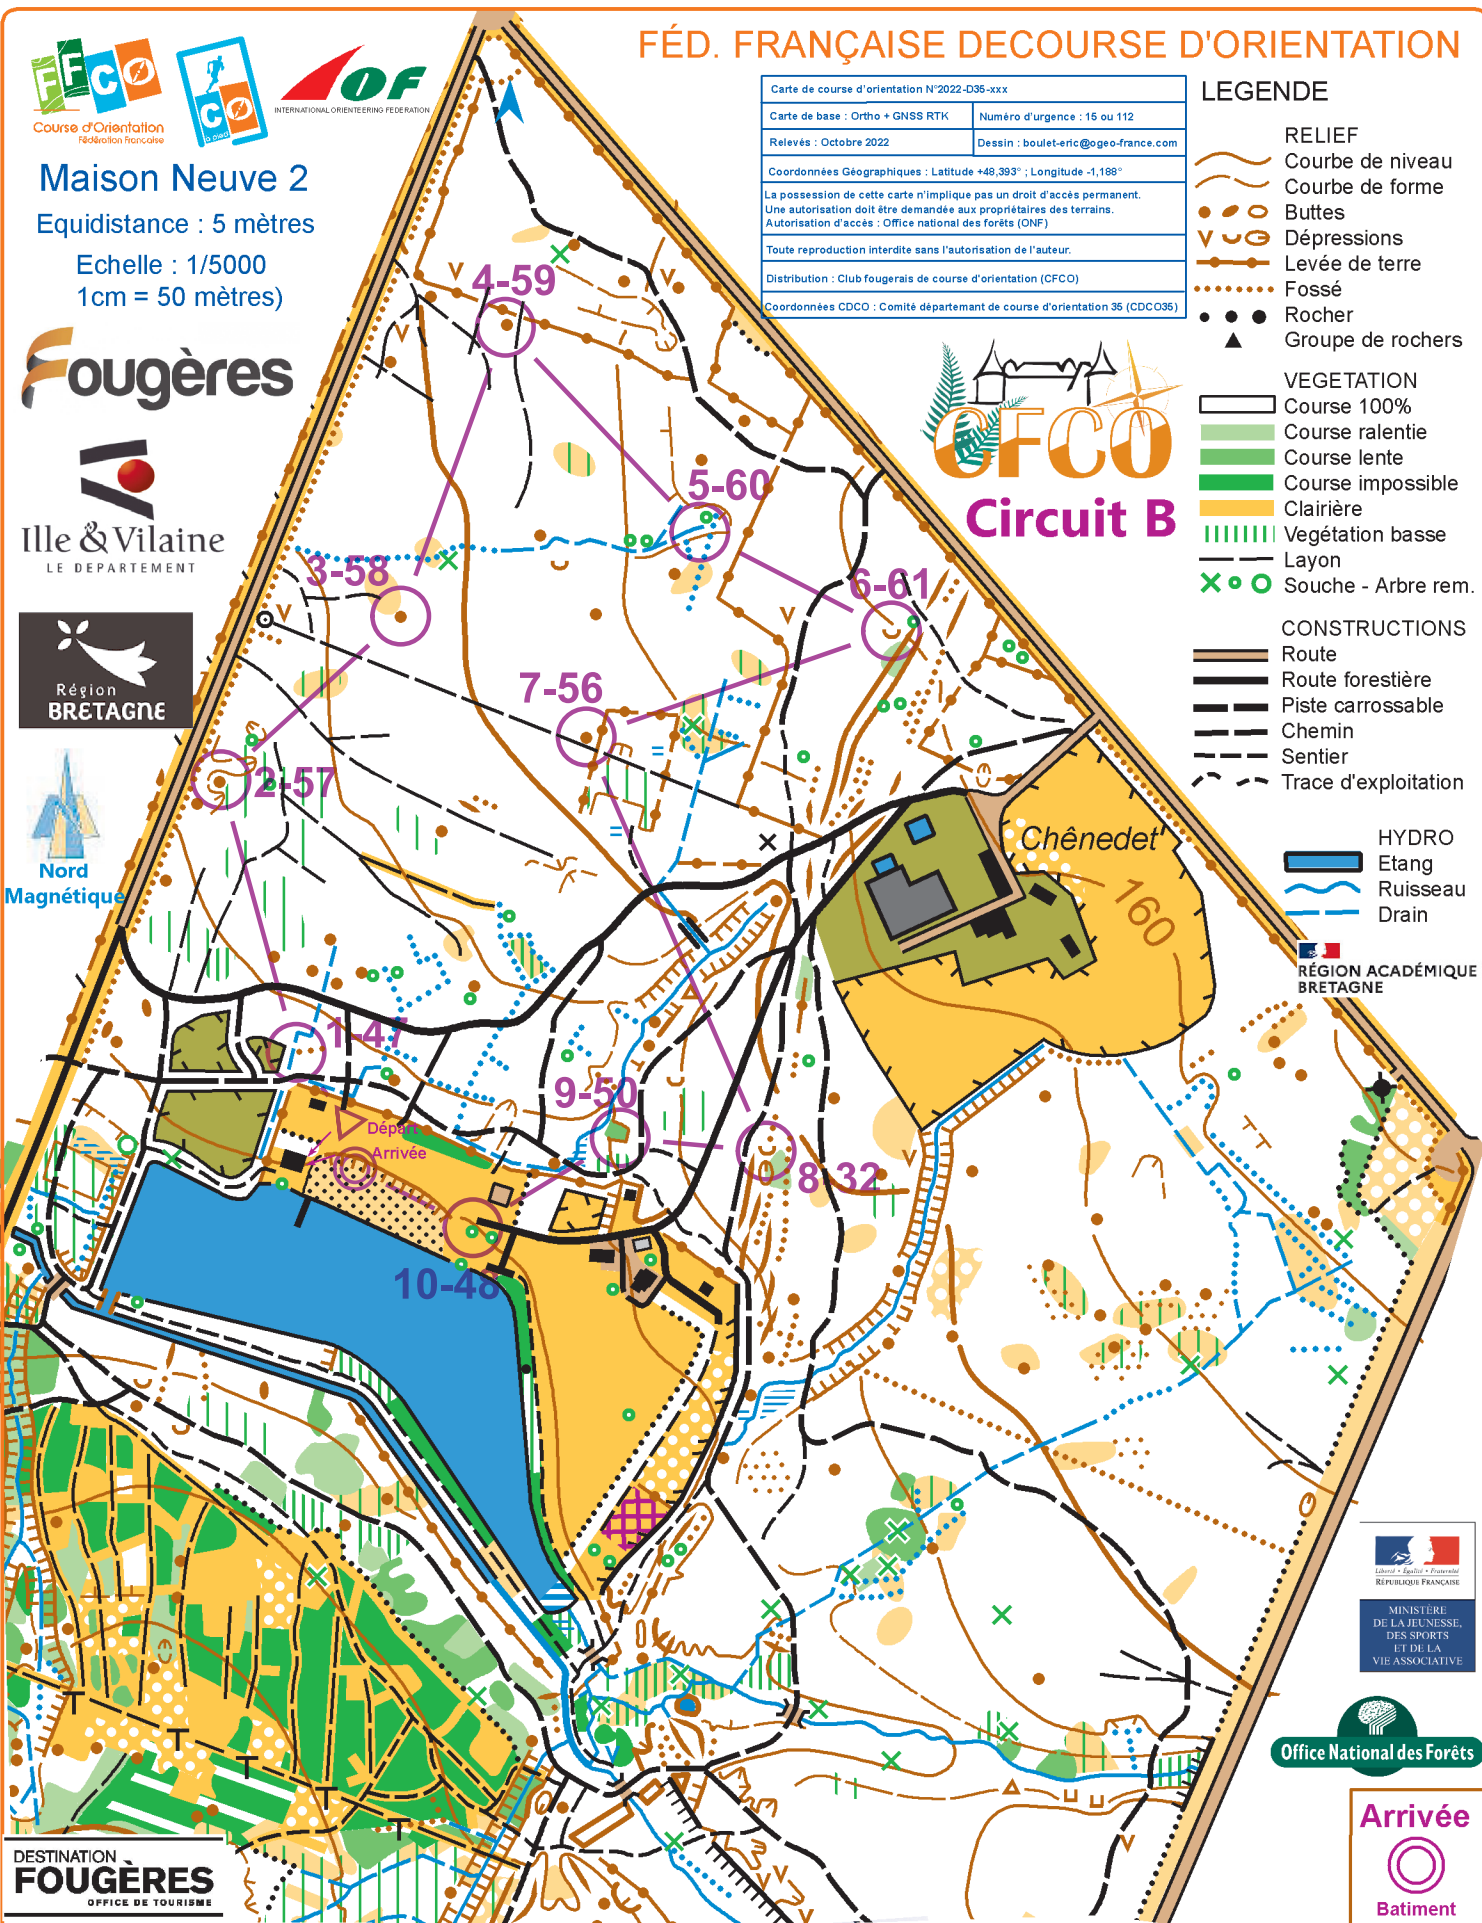 FÉD. FRANÇAISE DECOURSE D'ORIENTATION
FFCO
Course d'Orientation
Fédération Française
CO
à pied
IOF
INTERNATIONAL ORIENTEERING FEDERATION
Maison Neuve 2
Equidistance : 5 mètres
Echelle : 1/5000
1cm = 50 mètres)
Fougères
Ille & Vilaine
LE DEPARTEMENT
Région
BRETAGNE
Nord
Magnétique
Carte de course d'orientation N°2022-D35-xxx
Carte de base : Ortho + GNSS RTK
Numéro d'urgence : 15 ou 112
Relevés : Octobre 2022
Dessin : boulet-eric@ogeo-france.com
Coordonnées Géographiques : Latitude +48,393° ; Longitude -1,188°
La possession de cette carte n'implique pas un droit d'accès permanent.
Une autorisation doit être demandée aux propriétaires des terrains.
Autorisation d'accès : Office national des forêts (ONF)
Toute reproduction interdite sans l'autorisation de l'auteur.
Distribution : Club fougerais de course d'orientation (CFCO)
Coordonnées CDCO : Comité départemant de course d'orientation 35 (CDCO35)
CFCO
Circuit B
LEGENDE
RELIEF
Courbe de niveau
Courbe de forme
Buttes
Dépressions
Levée de terre
Fossé
Rocher
Groupe de rochers
VEGETATION
Course 100%
Course ralentie
Course lente
Course impossible
Clairière
Vegétation basse
Layon
Souche - Arbre rem.
CONSTRUCTIONS
Route
Route forestière
Piste carrossable
Chemin
Sentier
Trace d'exploitation
HYDRO
Etang
Ruisseau
Drain
RÉGION ACADÉMIQUE
BRETAGNE
4-59
5-60
3-58
6-61
7-56
2-57
Chênedet'
160
1-47
9-50
Départ
Arrivée
8-32
10-48
Liberté • Égalité • Fraternité
RÉPUBLIQUE FRANÇAISE
MINISTÈRE
DE LA JEUNESSE,
DES SPORTS
ET DE LA
VIE ASSOCIATIVE
Office National des Forêts
Arrivée
Batiment
DESTINATION
FOUGÈRES
OFFICE DE TOURISME